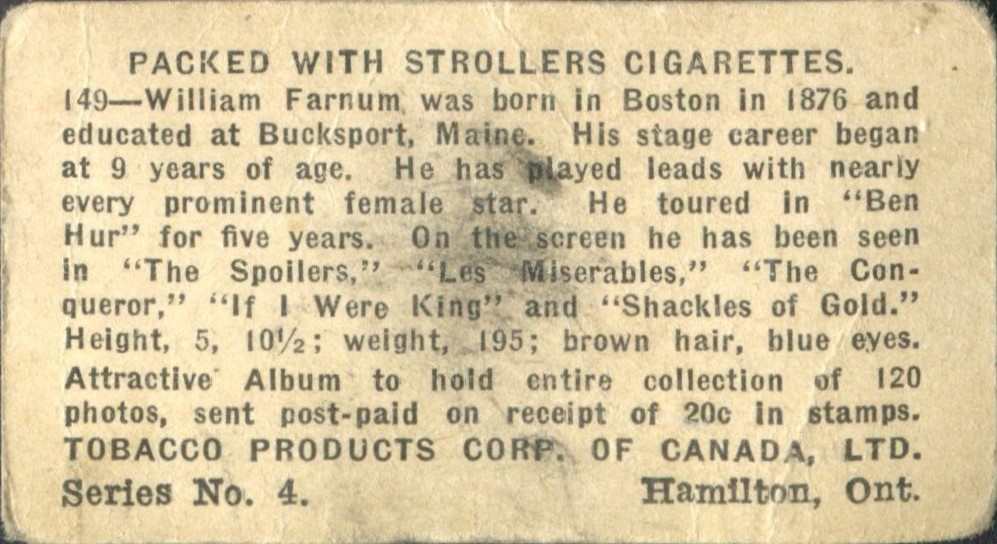 PACKED WITH STROLLERS CIGARETTES.
149—William Farnum was born in Boston in 1876 and
educated at Bucksport, Maine. His stage career began
at 9 years of age. He has played leads with nearly
every prominent female star. He toured in “Ben
Hur” for five years. On the screen he has been seen
in “The Spoilers,” “Les Miserables,” “The Con-
queror,” “If I Were King” and “Shackles of Gold.”
Height, 5, 10½; weight, 195; brown hair, blue eyes.
Attractive Album to hold entire collection of 120
photos, sent post-paid on receipt of 20c in stamps.
TOBACCO PRODUCTS CORP. OF CANADA, LTD.
Series No. 4. Hamilton, Ont.